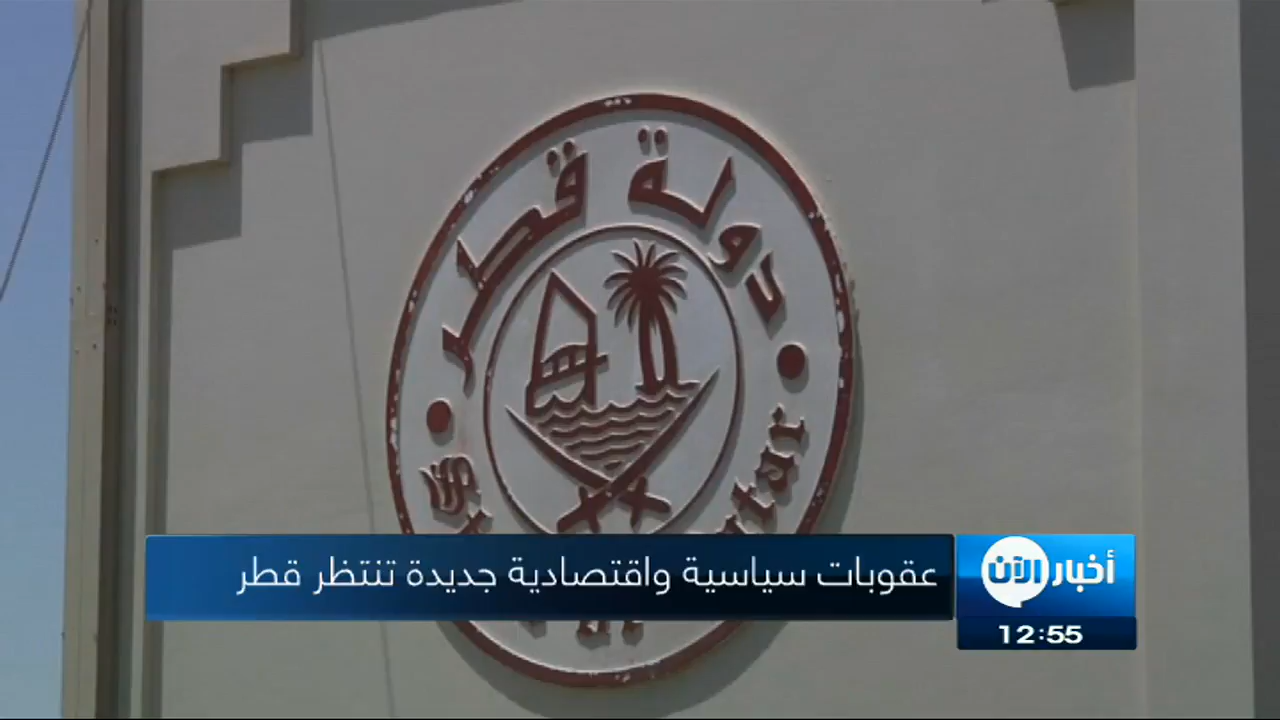 دولة قطر
عقوبات سياسية واقتصادية جديدة تنتظر قطر
أخبار الآن
12:55